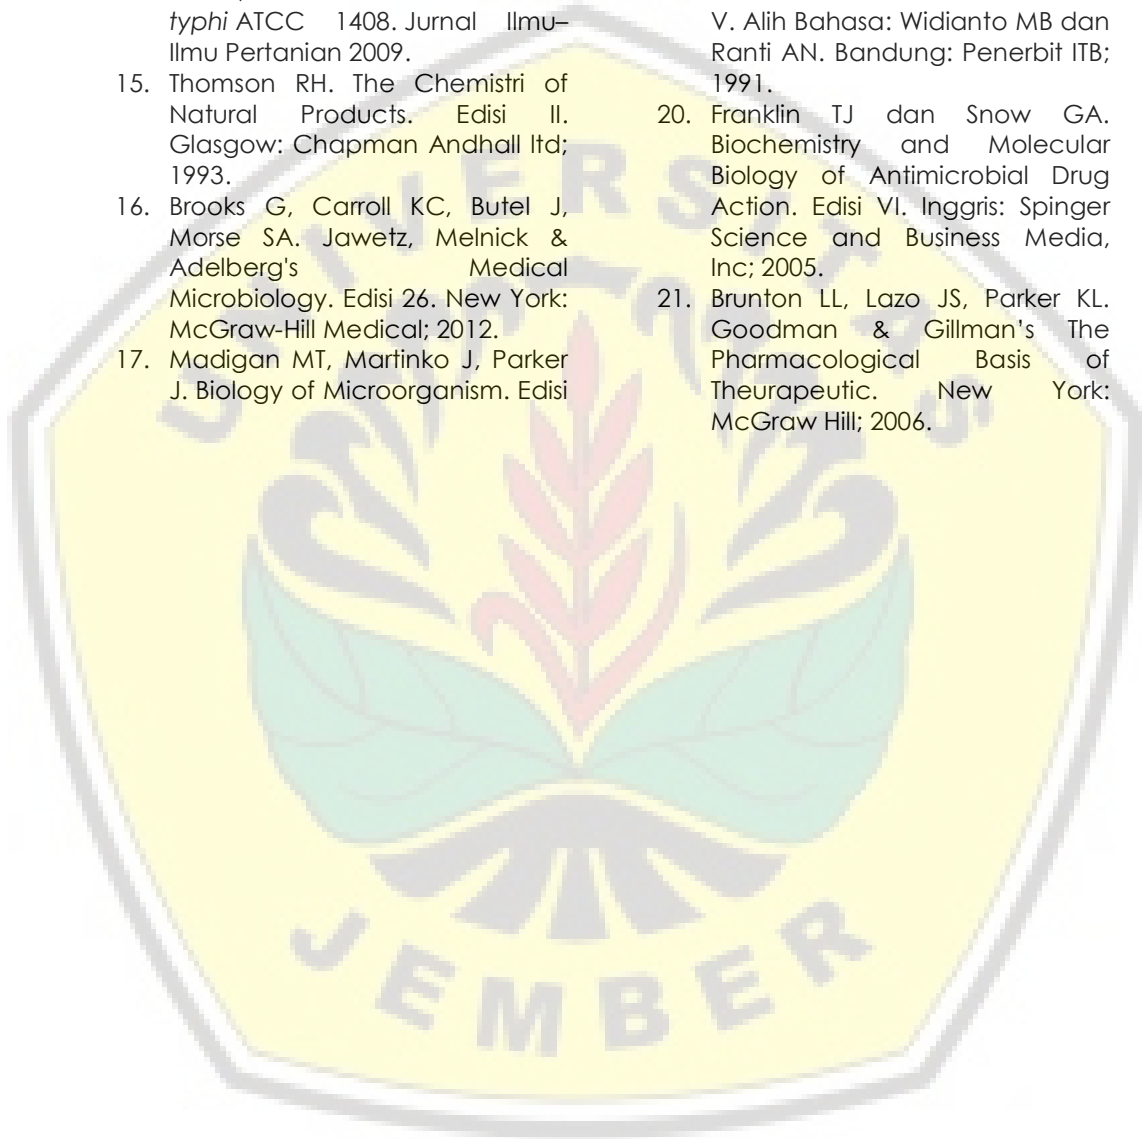 typhi ATCC 1408. Jurnal Ilmu–
Ilmu Pertanian 2009.
15. Thomson RH. The Chemistri of
Natural Products. Edisi II.
Glasgow: Chapman Andhall ltd;
1993.
16. Brooks G, Carroll KC, Butel J,
Morse SA. Jawetz, Melnick &
Adelberg's Medical
Microbiology. Edisi 26. New York:
McGraw-Hill Medical; 2012.
17. Madigan MT, Martinko J, Parker
J. Biology of Microorganism. Edisi
V. Alih Bahasa: Widianto MB dan
Ranti AN. Bandung: Penerbit ITB;
1991.
20. Franklin TJ dan Snow GA.
Biochemistry and Molecular
Biology of Antimicrobial Drug
Action. Edisi VI. Inggris: Spinger
Science and Business Media,
Inc; 2005.
21. Brunton LL, Lazo JS, Parker KL.
Goodman & Gillman’s The
Pharmacological Basis of
Theurapeutic. New York:
McGraw Hill; 2006.
UNIVERSITAS
JEMBER